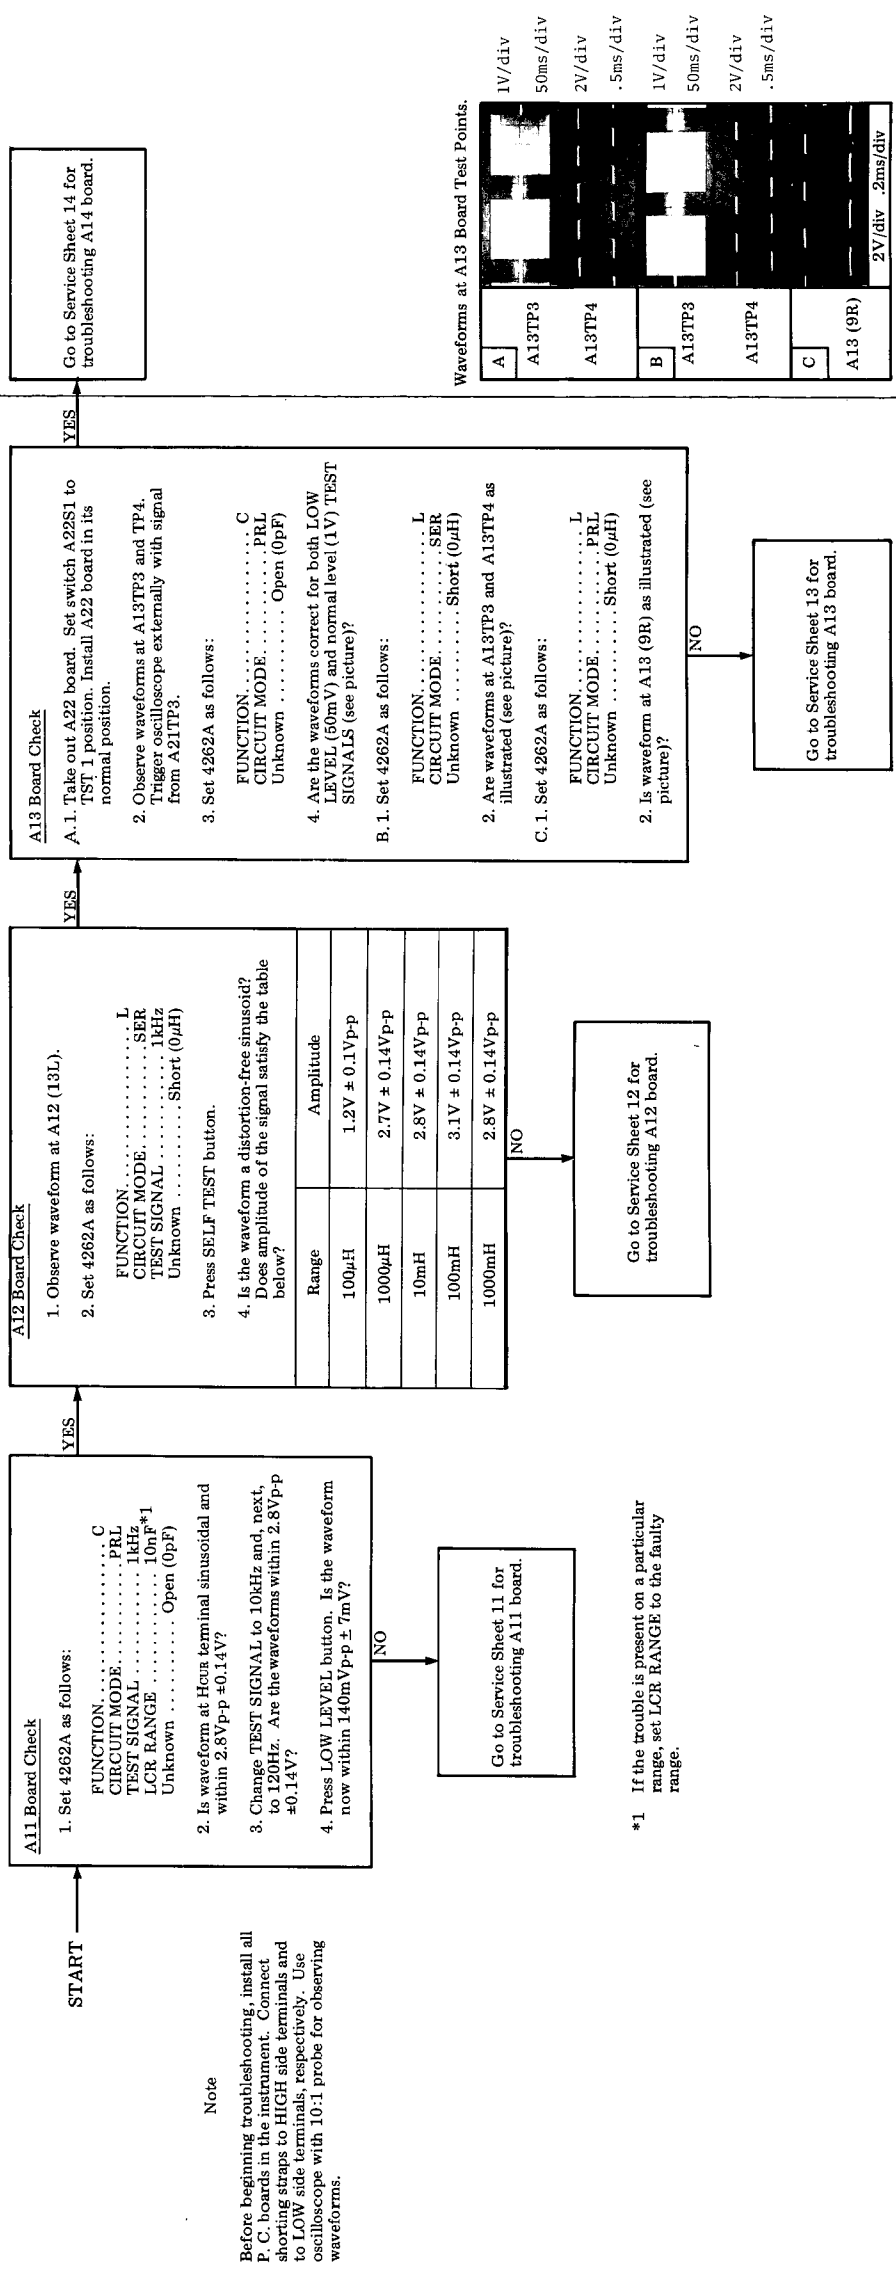 START
Note
Before beginning troubleshooting, install all
P. C. boards in the instrument. Connect
shorting straps to HIGH side terminals and
to LOW side terminals, respectively. Use
oscilloscope with 10:1 probe for observing
waveforms.
A11 Board Check
1. Set 4262A as follows:
FUNCTION. . . . . . . . . . . . . . . . C
CIRCUIT MODE. . . . . . . . . . . PRL
TEST SIGNAL . . . . . . . . . . . 1kHz
LCR RANGE . . . . . . . . . . . 10nF*1
Unknown . . . . . . . . . . Open (0pF)
2. Is waveform at HCUR terminal sinusoidal and
within 2.8Vp-p ±0.14V?
3. Change TEST SIGNAL to 10kHz and, next,
to 120Hz. Are the waveforms within 2.8Vp-p
±0.14V?
4. Press LOW LEVEL button. Is the waveform
now within 140mVp-p ± 7mV?
YES
NO
Go to Service Sheet 11 for
troubleshooting A11 board.
*1 If the trouble is present on a particular
range, set LCR RANGE to the faulty
range.
A12 Board Check
1. Observe waveform at A12 (13L).
2. Set 4262A as follows:
FUNCTION. . . . . . . . . . . . . . . . L
CIRCUIT MODE. . . . . . . . . . . SER
TEST SIGNAL . . . . . . . . . . . 1kHz
Unknown . . . . . . . . . . Short (0μH)
3. Press SELF TEST button.
4. Is the waveform a distortion-free sinusoid?
Does amplitude of the signal satisfy the table
below?
Range Amplitude
100μH 1.2V ± 0.1Vp-p
1000μH 2.7V ± 0.14Vp-p
10mH 2.8V ± 0.14Vp-p
100mH 3.1V ± 0.14Vp-p
1000mH 2.8V ± 0.14Vp-p
YES
NO
Go to Service Sheet 12 for
troubleshooting A12 board.
A13 Board Check
A. 1. Take out A22 board. Set switch A22S1 to
TST 1 position. Install A22 board in its
normal position.
2. Observe waveforms at A13TP3 and TP4.
Trigger oscilloscope externally with signal
from A21TP3.
3. Set 4262A as follows:
FUNCTION. . . . . . . . . . . . . . . . C
CIRCUIT MODE. . . . . . . . . . . PRL
Unknown . . . . . . . . . . Open (0pF)
4. Are the waveforms correct for both LOW
LEVEL (50mV) and normal level (1V) TEST
SIGNALS (see picture)?
B. 1. Set 4262A as follows:
FUNCTION. . . . . . . . . . . . . . . . L
CIRCUIT MODE. . . . . . . . . . . SER
Unknown . . . . . . . . . . Short (0μH)
2. Are waveforms at A13TP3 and A13TP4 as
illustrated (see picture)?
C. 1. Set 4262A as follows:
FUNCTION. . . . . . . . . . . . . . . . L
CIRCUIT MODE. . . . . . . . . . . PRL
Unknown . . . . . . . . . . Short (0μH)
2. Is waveform at A13 (9R) as illustrated (see
picture)?
YES
NO
Go to Service Sheet 13 for
troubleshooting A13 board.
Go to Service Sheet 14 for
troubleshooting A14 board.
Waveforms at A13 Board Test Points.
A
A13TP3
1V/div
50ms/div
A13TP4
2V/div
.5ms/div
B
A13TP3
1V/div
50ms/div
A13TP4
2V/div
.5ms/div
C
A13 (9R)
2V/div .2ms/div